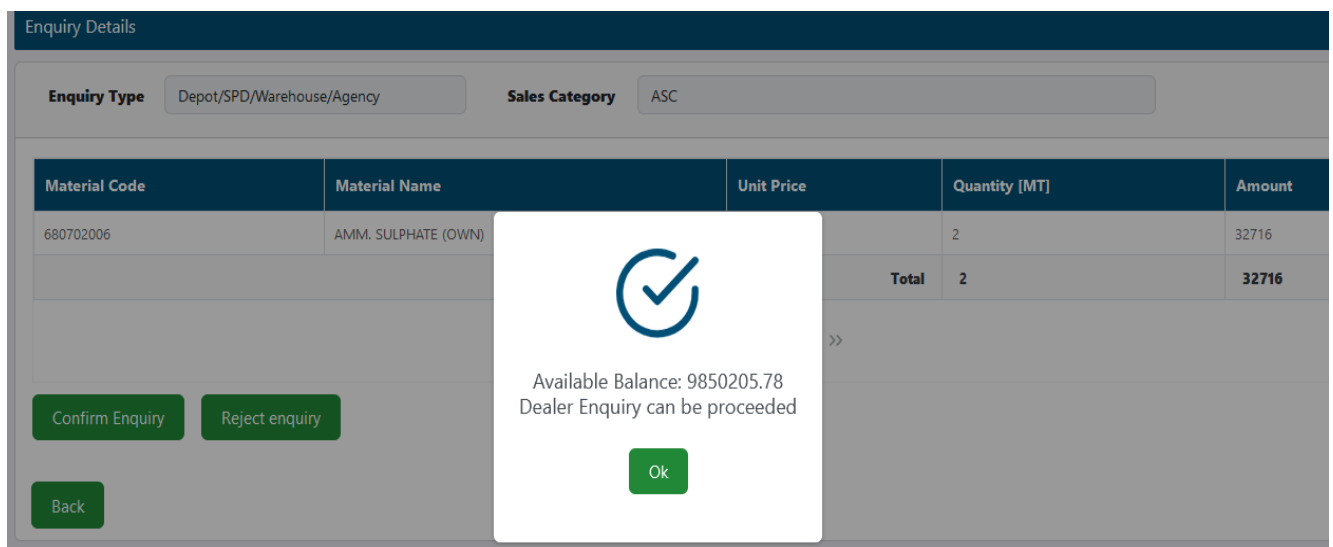 Enquiry Details
Enquiry Type Depot/SPD/Warehouse/Agency Sales Category ASC
Material Code Material Name Unit Price Quantity [MT] Amount
680702006 AMM. SULPHATE (OWN) 2 32716
Total 2 32716
»
Available Balance: 9850205.78
Dealer Enquiry can be proceeded
Confirm Enquiry Reject enquiry
Ok
Back